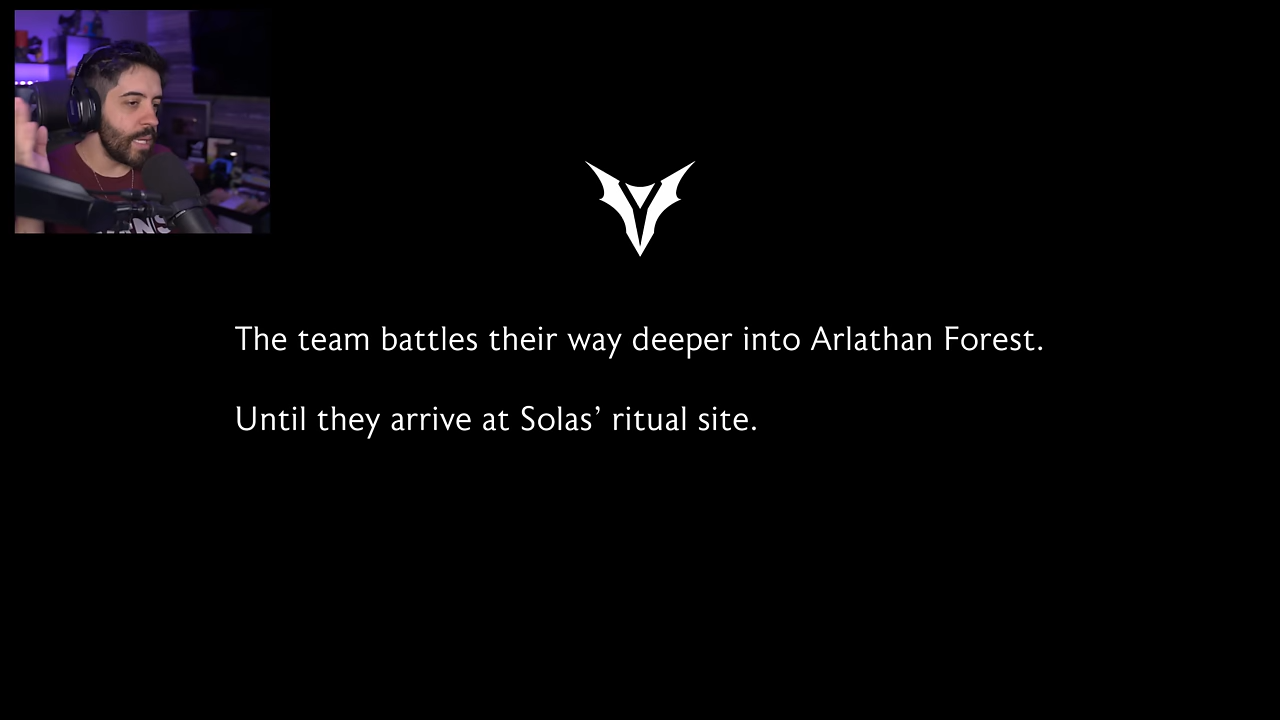 The team battles their way deeper into Arlathan Forest.
Until they arrive at Solas’ ritual site.